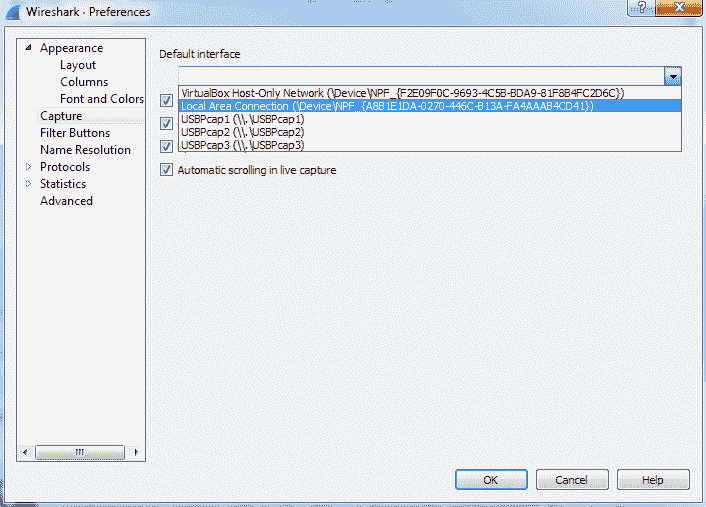 Wireshark · Preferences
Appearance
Layout
Columns
Font and Colors
Capture
Filter Buttons
Name Resolution
Protocols
Statistics
Advanced
Default interface
VirtualBox Host-Only Network (\Device\NPF_{F2E09F0C-9693-4C5B-BDA9-81F8B4FC2D6C})
Local Area Connection (\Device\NPF_{A8B1E1DA-0270-446C-B13A-FA4AAAB4CD41})
USBPcap1 (\\.\USBPcap1)
USBPcap2 (\\.\USBPcap2)
USBPcap3 (\\.\USBPcap3)
Automatic scrolling in live capture
OK
Cancel
Help